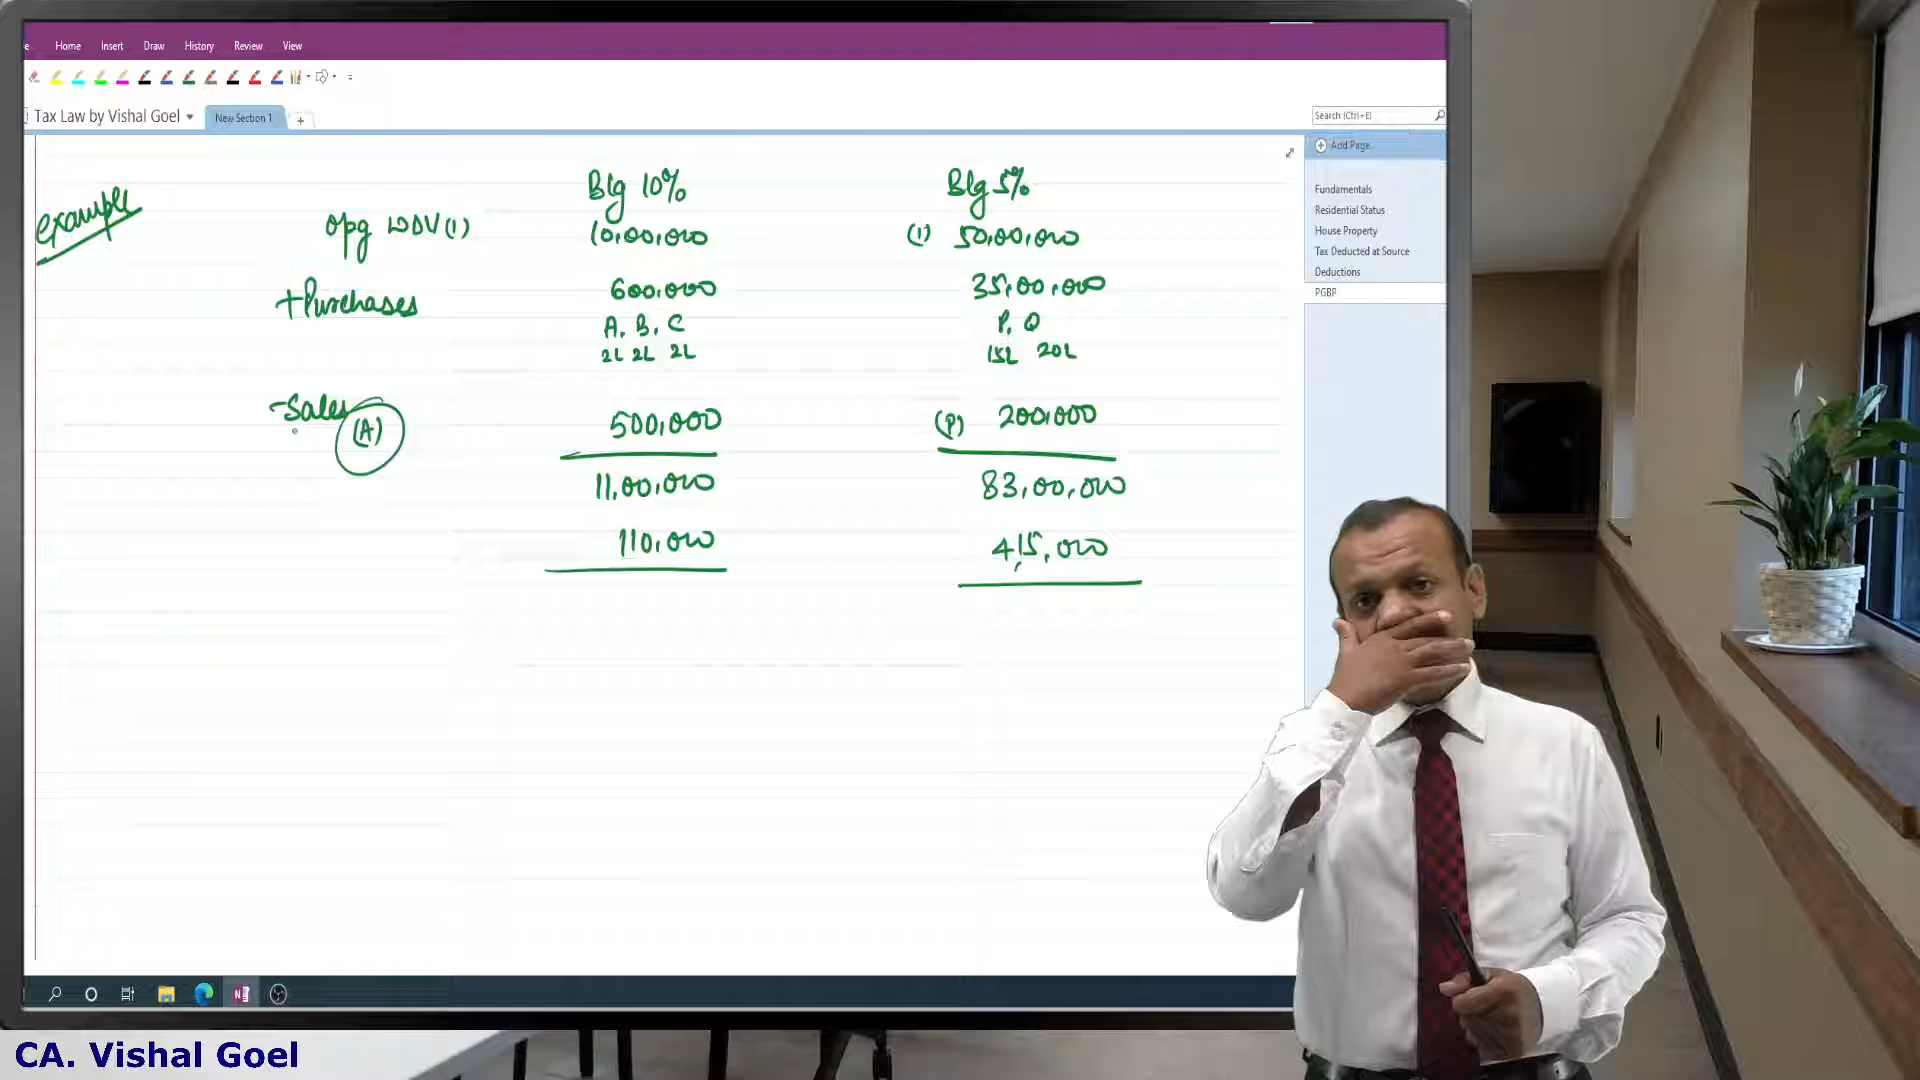 Home Insert Draw History Review View
Tax Law by Vishal Goel New Section 1 +
Search (Ctrl+E)
Add Page
Fundamentals
Residential Status
House Property
Tax Deducted at Source
Deductions
PGBP
example
Blg 10% Blg 5%
opg WDV (1) 10,00,000 (1) 50,00,000
+Purchases 600,000 35,00,000
A, B, C P, Q
2L 2L 2L 15L 20L
-Sales (A) 500,000 (P) 200,000
11,00,000 83,00,000
110,000 415,000
CA. Vishal Goel